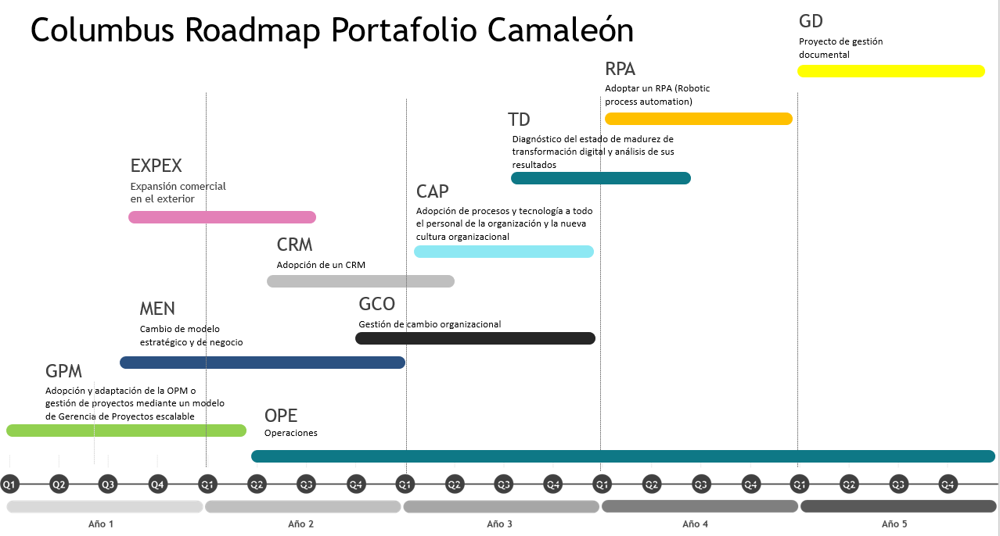 Columbus Roadmap Portafolio Camaleón
GD
Proyecto de gestión
documental
RPA
Adoptar un RPA (Robotic
process automation)
TD
Diagnóstico del estado de madurez de
transformación digital y análisis de sus
resultados
EXPEX
Expansión comercial
en el exterior
CAP
Adopción de procesos y tecnología a todo
el personal de la organización y la nueva
cultura organizacional
CRM
Adopción de un CRM
MEN
Cambio de modelo
estratégico y de negocio
GCO
Gestión de cambio organizacional
GPM
Adopción y adaptación de la OPM o
gestión de proyectos mediante un modelo
de Gerencia de Proyectos escalable
OPE
Operaciones
Q1 Q2 Q3 Q4 Q1 Q2 Q3 Q4 Q1 Q2 Q3 Q4 Q1 Q2 Q3 Q4 Q1 Q2 Q3 Q4
Año 1 Año 2 Año 3 Año 4 Año 5